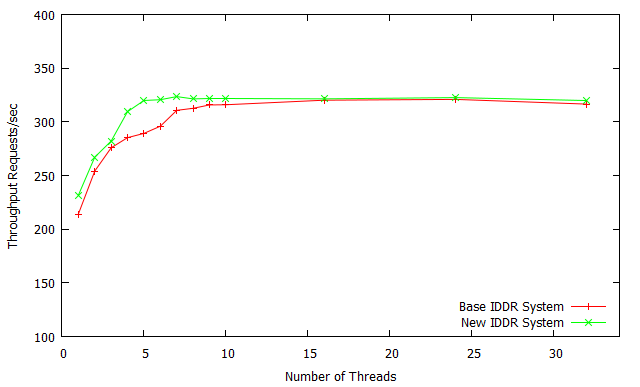 400
350
300
250
200
150
100
Throughput Requests/sec
Base IDDR System
New IDDR System
0 5 10 15 20 25 30
Number of Threads